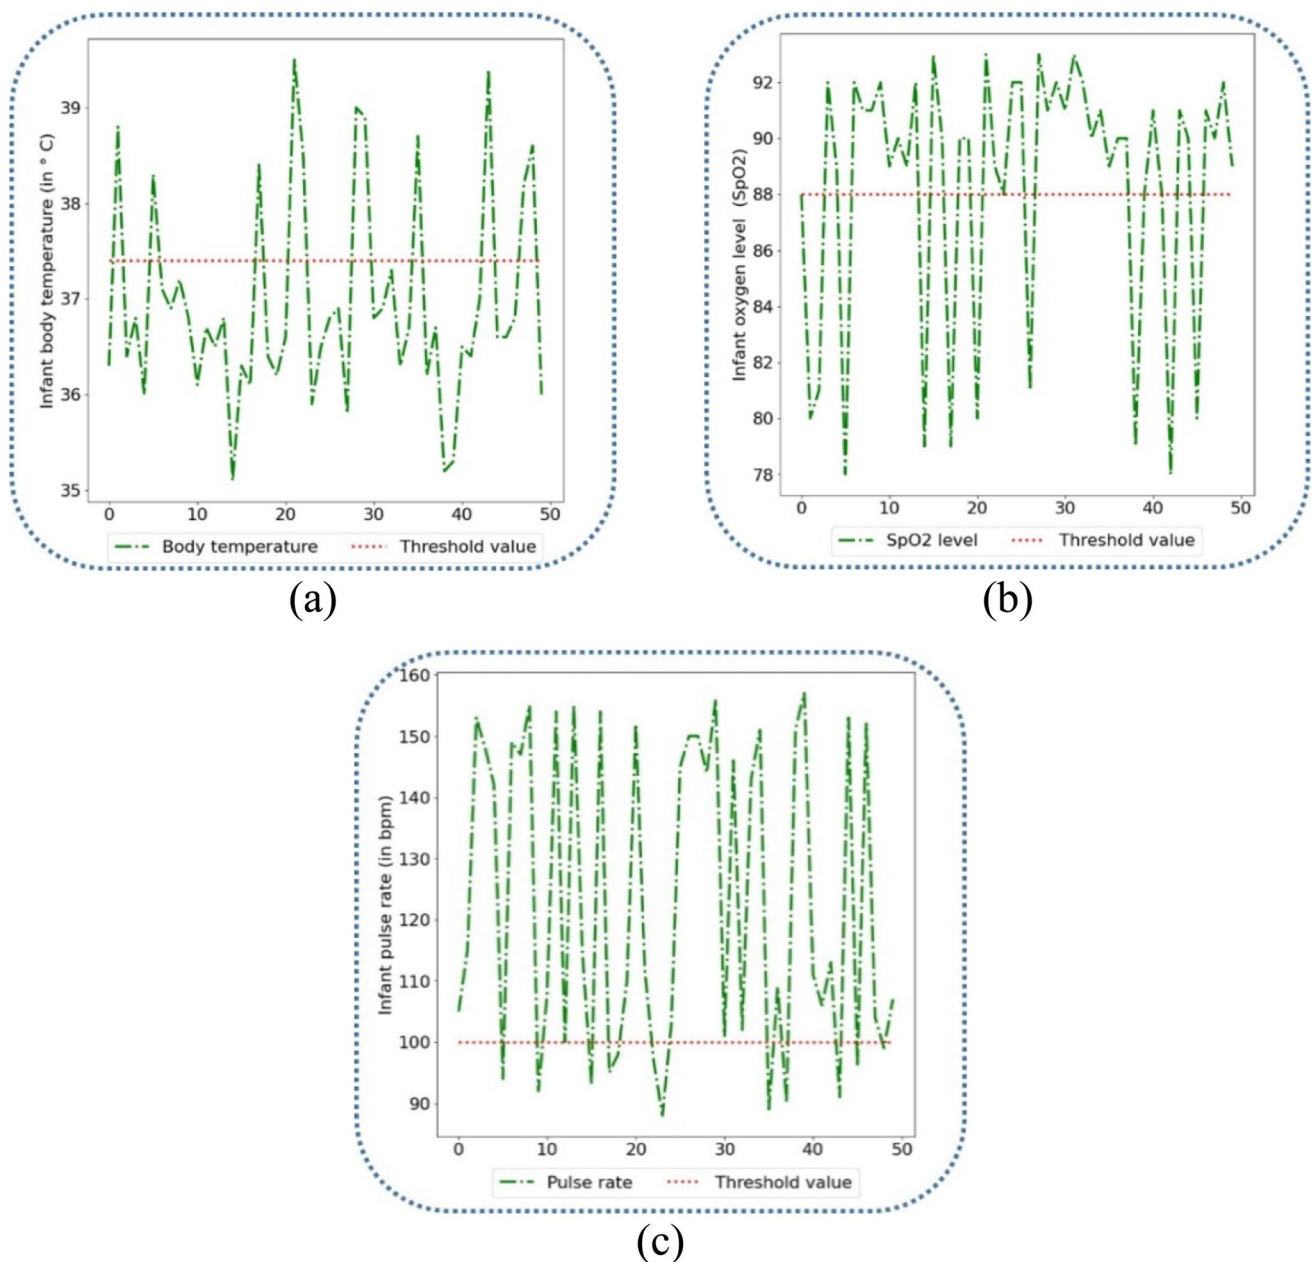 Infant body temperature (in ° C)
39
38
37
36
35
0 10 20 30 40 50
Body temperature Threshold value
(a)
Infant oxygen level (SpO2)
92
90
88
86
84
82
80
78
0 10 20 30 40 50
SpO2 level Threshold value
(b)
Infant pulse rate (in bpm)
160
150
140
130
120
110
100
90
0 10 20 30 40 50
Pulse rate Threshold value
(c)